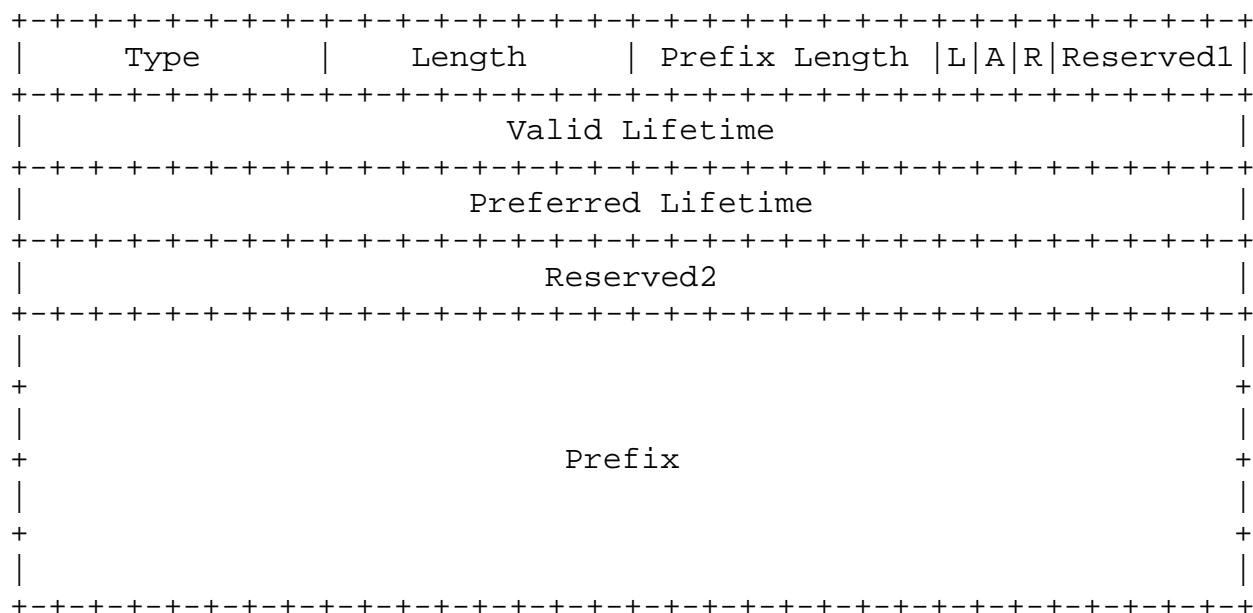 +-+-+-+-+-+-+-+-+-+-+-+-+-+-+-+-+-+-+-+-+-+-+-+-+-+-+-+-+-+-+-+-+
|     Type      |    Length     | Prefix Length |L|A|R|Reserved1|
+-+-+-+-+-+-+-+-+-+-+-+-+-+-+-+-+-+-+-+-+-+-+-+-+-+-+-+-+-+-+-+-+
|                         Valid Lifetime                        |
+-+-+-+-+-+-+-+-+-+-+-+-+-+-+-+-+-+-+-+-+-+-+-+-+-+-+-+-+-+-+-+-+
|                       Preferred Lifetime                      |
+-+-+-+-+-+-+-+-+-+-+-+-+-+-+-+-+-+-+-+-+-+-+-+-+-+-+-+-+-+-+-+-+
|                           Reserved2                           |
+-+-+-+-+-+-+-+-+-+-+-+-+-+-+-+-+-+-+-+-+-+-+-+-+-+-+-+-+-+-+-+-+
|                                                               |
+                                                               +
|                                                               |
+                            Prefix                             +
|                                                               |
+                                                               +
|                                                               |
+-+-+-+-+-+-+-+-+-+-+-+-+-+-+-+-+-+-+-+-+-+-+-+-+-+-+-+-+-+-+-+-+